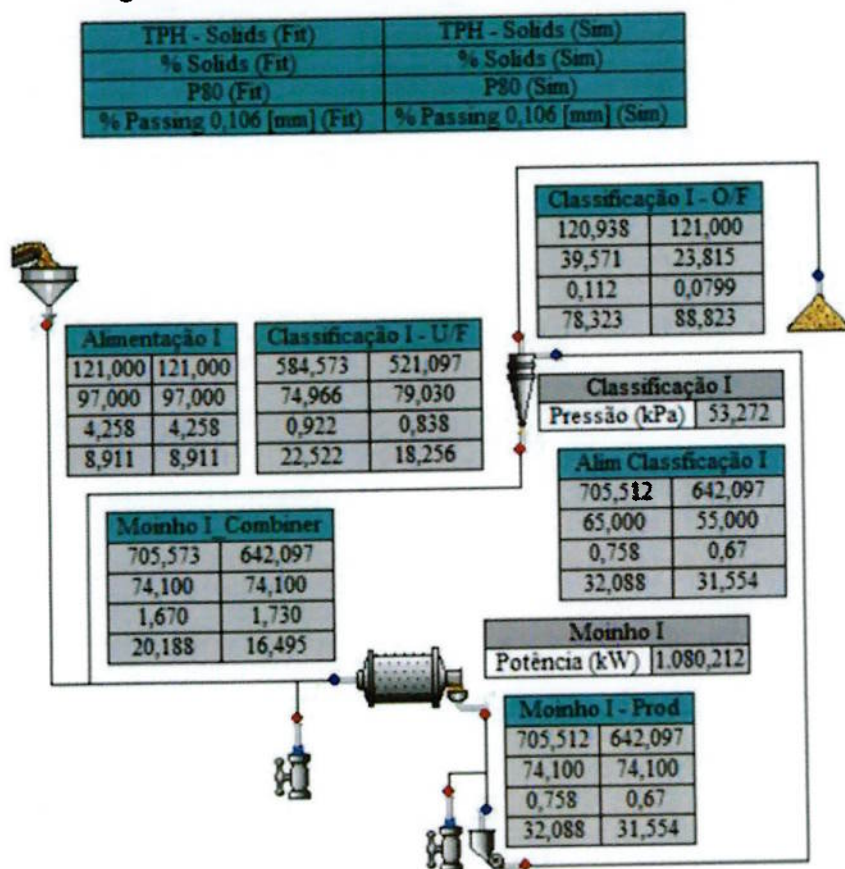 TPH - Solids (Fit) TPH - Solids (Sim)
% Solids (Fit) % Solids (Sim)
P80 (Fit) P80 (Sim)
% Passing 0,106 [mm] (Fit) % Passing 0,106 [mm] (Sim)
Classificação I - O/F
120,938 121,000
39,571 23,815
0,112 0,0799
78,323 88,823
Alimentação I
121,000 121,000
97,000 97,000
4,258 4,258
8,911 8,911
Classificação I - U/F
584,573 521,097
74,966 79,030
0,922 0,838
22,522 18,256
Classificação I
Pressão (kPa) 53,272
Alim Classficação I
705,512 642,097
65,000 55,000
0,758 0,67
32,088 31,554
Moinho I_Combiner
705,573 642,097
74,100 74,100
1,670 1,730
20,188 16,495
Moinho I
Potência (kW) 1.080,212
Moinho I - Prod
705,512 642,097
74,100 74,100
0,758 0,67
32,088 31,554